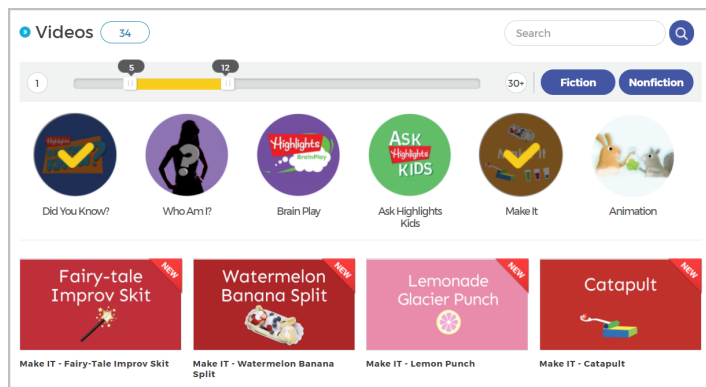 Videos 34
Search
5 12
1 30+ Fiction Nonfiction
Highlights
?
Highlights
BrainPlay
ASK
Highlights
KIDS
Make It
Did You Know?
Who Am I?
Brain Play
Ask Highlights
Kids
Make It
Animation
Fairy-tale
Improv Skit
NEW
Watermelon
Banana Split
NEW
Lemonade
Glacier Punch
NEW
Catapult
NEW
Make IT - Fairy-Tale Improv Skit
Make IT - Watermelon Banana
Split
Make IT - Lemon Punch
Make IT - Catapult